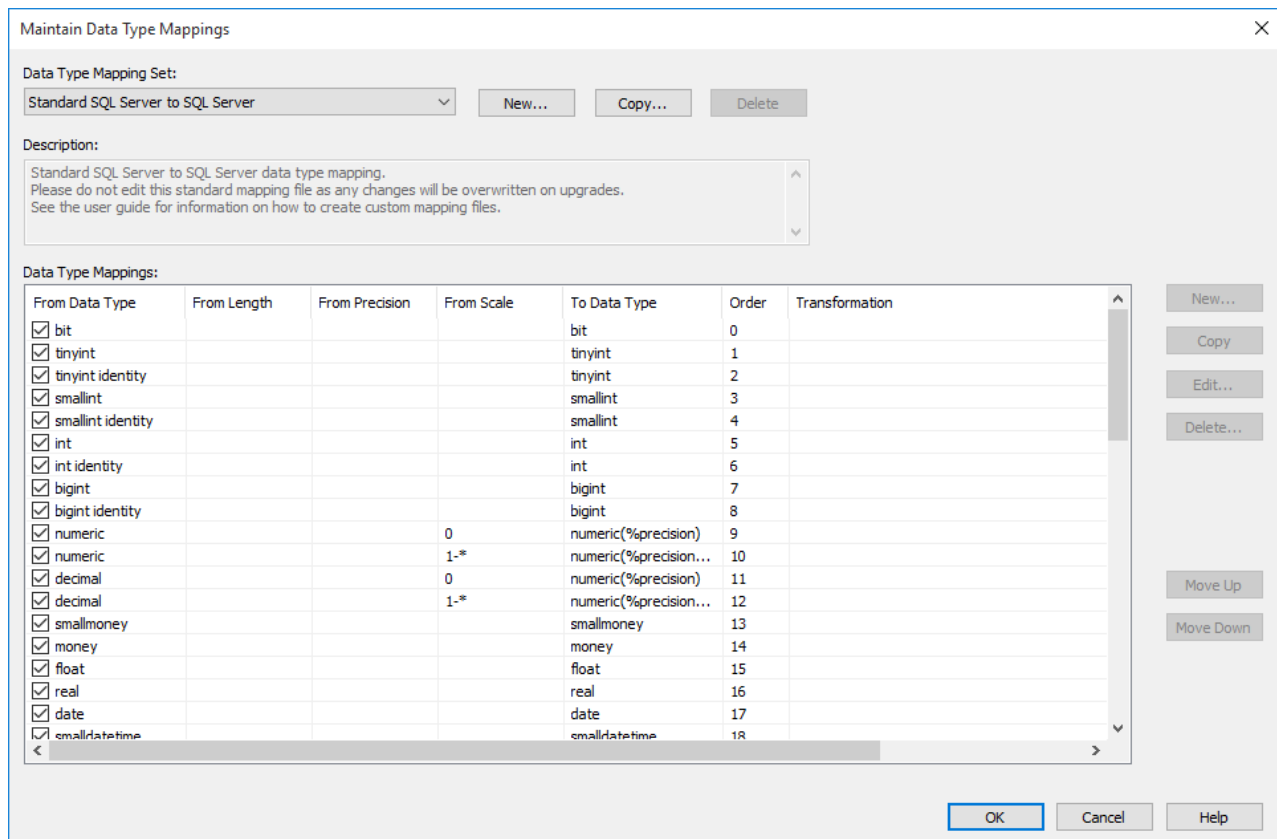 Maintain Data Type Mappings
Data Type Mapping Set:
Standard SQL Server to SQL Server New... Copy... Delete
Description:
Standard SQL Server to SQL Server data type mapping.
Please do not edit this standard mapping file as any changes will be overwritten on upgrades.
See the user guide for information on how to create custom mapping files.
Data Type Mappings:
From Data Type From Length From Precision From Scale To Data Type Order Transformation
bit bit 0
tinyint tinyint 1
tinyint identity tinyint 2
smallint smallint 3
smallint identity smallint 4
int int 5
int identity int 6
bigint bigint 7
bigint identity bigint 8
numeric 0 numeric(%precision) 9
numeric 1-* numeric(%precision... 10
decimal 0 numeric(%precision) 11
decimal 1-* numeric(%precision... 12
smallmoney smallmoney 13
money money 14
float float 15
real real 16
date date 17
smalldatetime smalldatetime 18
New...
Copy
Edit...
Delete...
Move Up
Move Down
OK Cancel Help